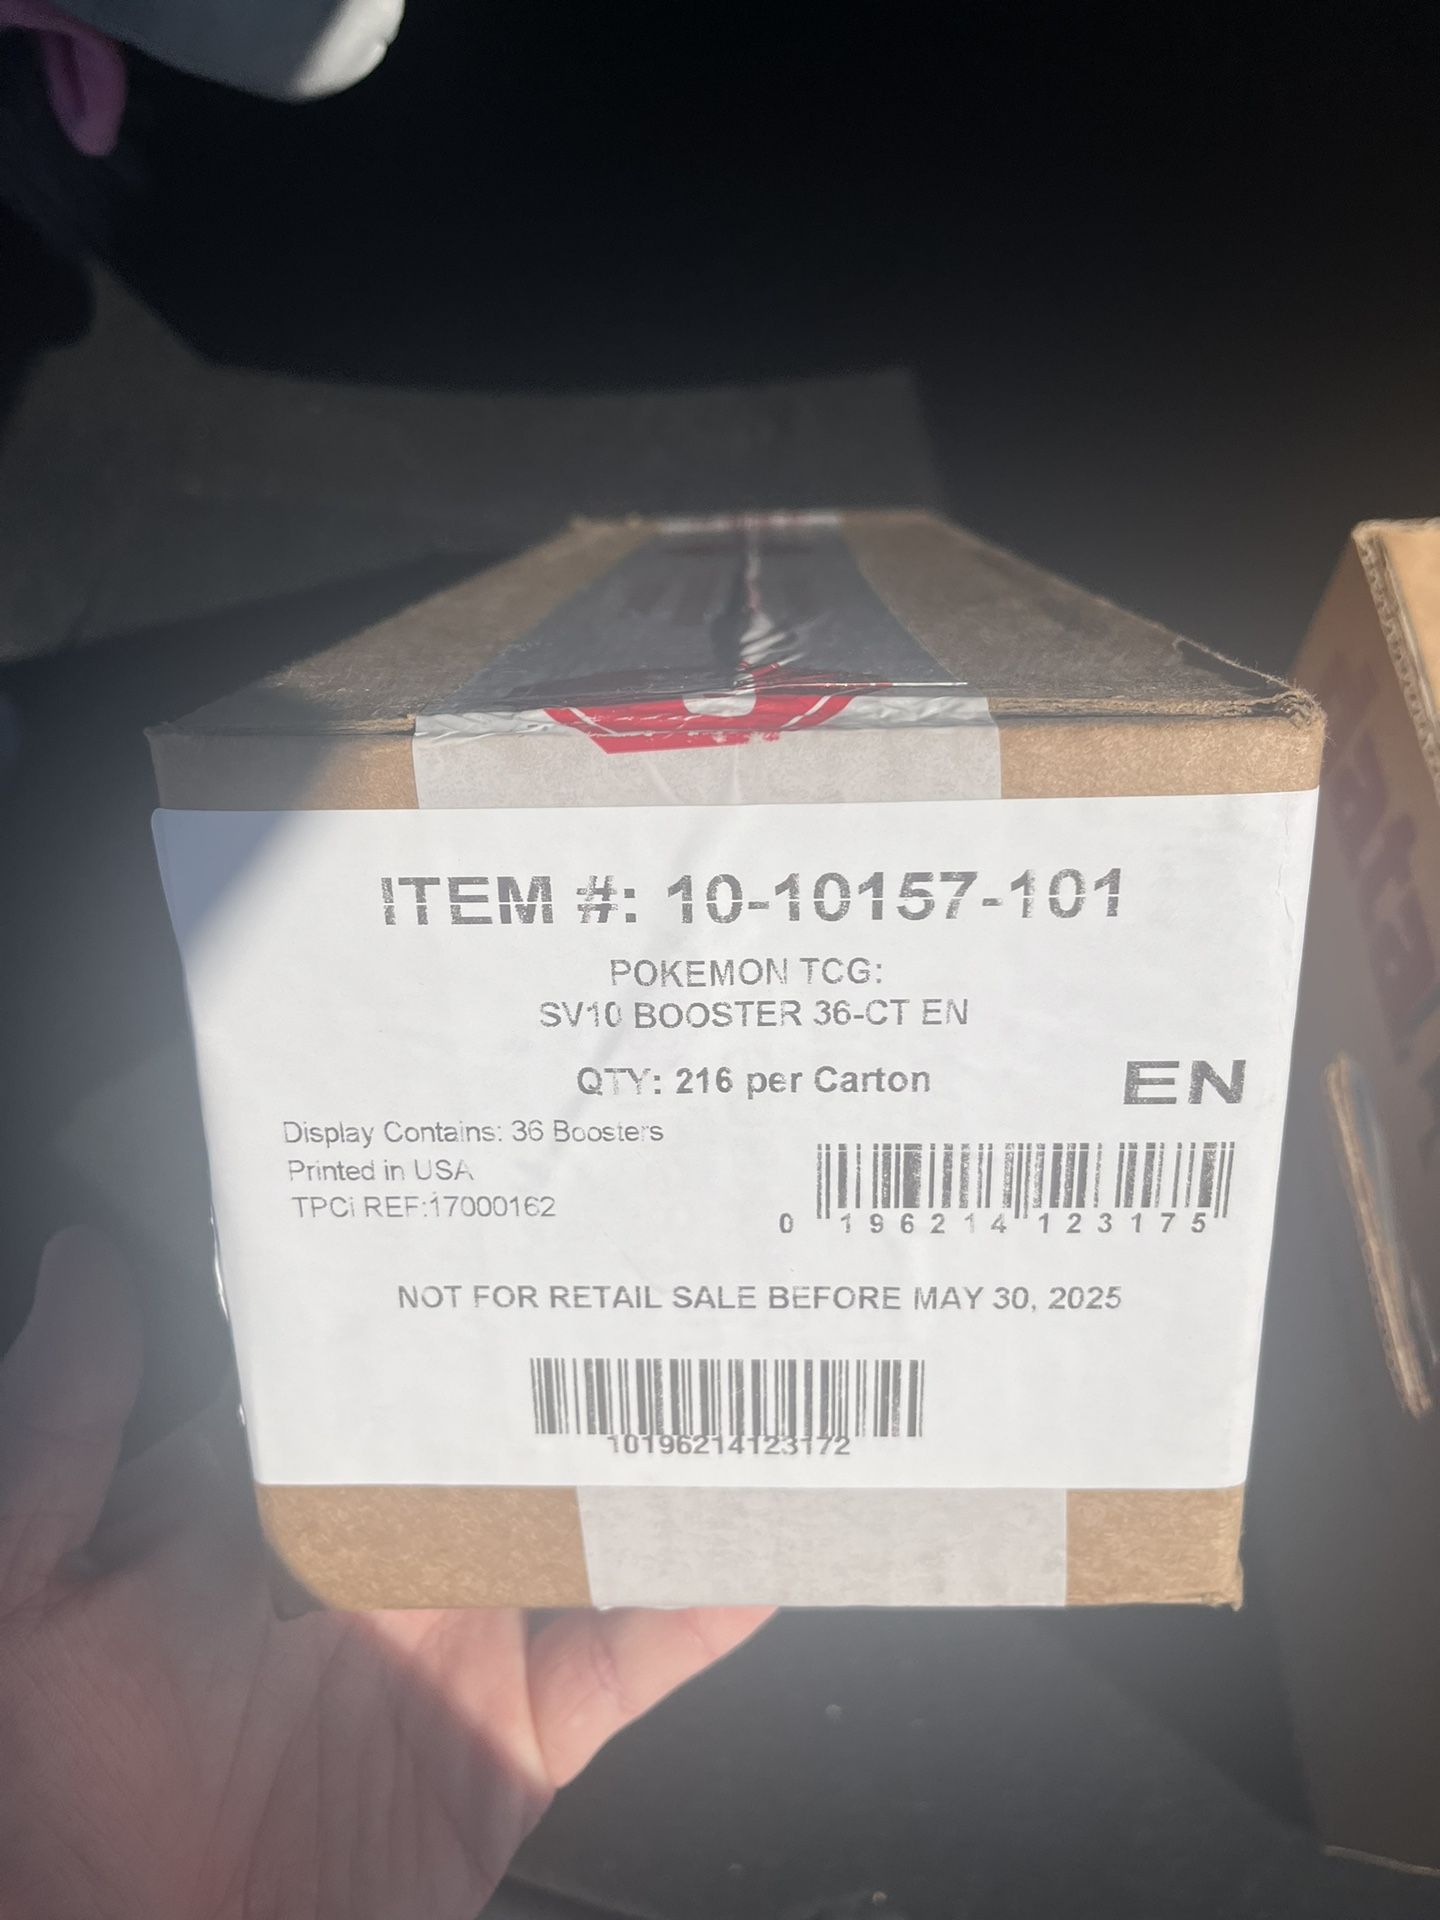 ITEM #: 10-10157-101
POKEMON TCG:
SV10 BOOSTER 36-CT EN
QTY: 216 per Carton
EN
Display Contains: 36 Boosters
Printed in USA
TPCi REF:17000162
0 196214 123175
NOT FOR RETAIL SALE BEFORE MAY 30, 2025
10196214123172